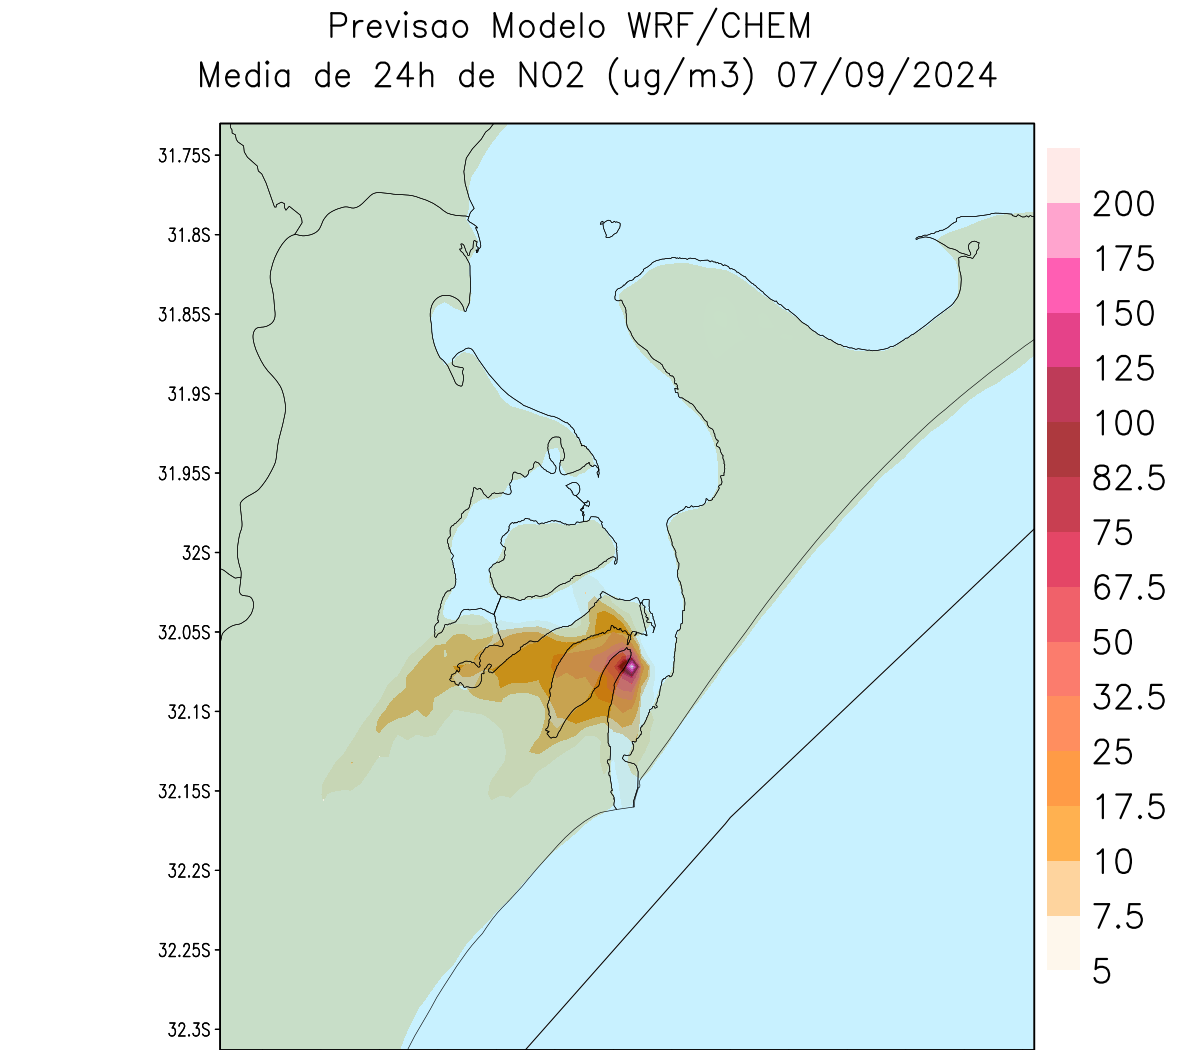 Previsao Modelo WRF/CHEM
Media de 24h de NO2 (ug/m3) 07/09/2024
31.75S
31.8S
31.85S
31.9S
31.95S
32S
32.05S
32.1S
32.15S
32.2S
32.25S
32.3S
200
175
150
125
100
82.5
75
67.5
50
32.5
25
17.5
10
7.5
5